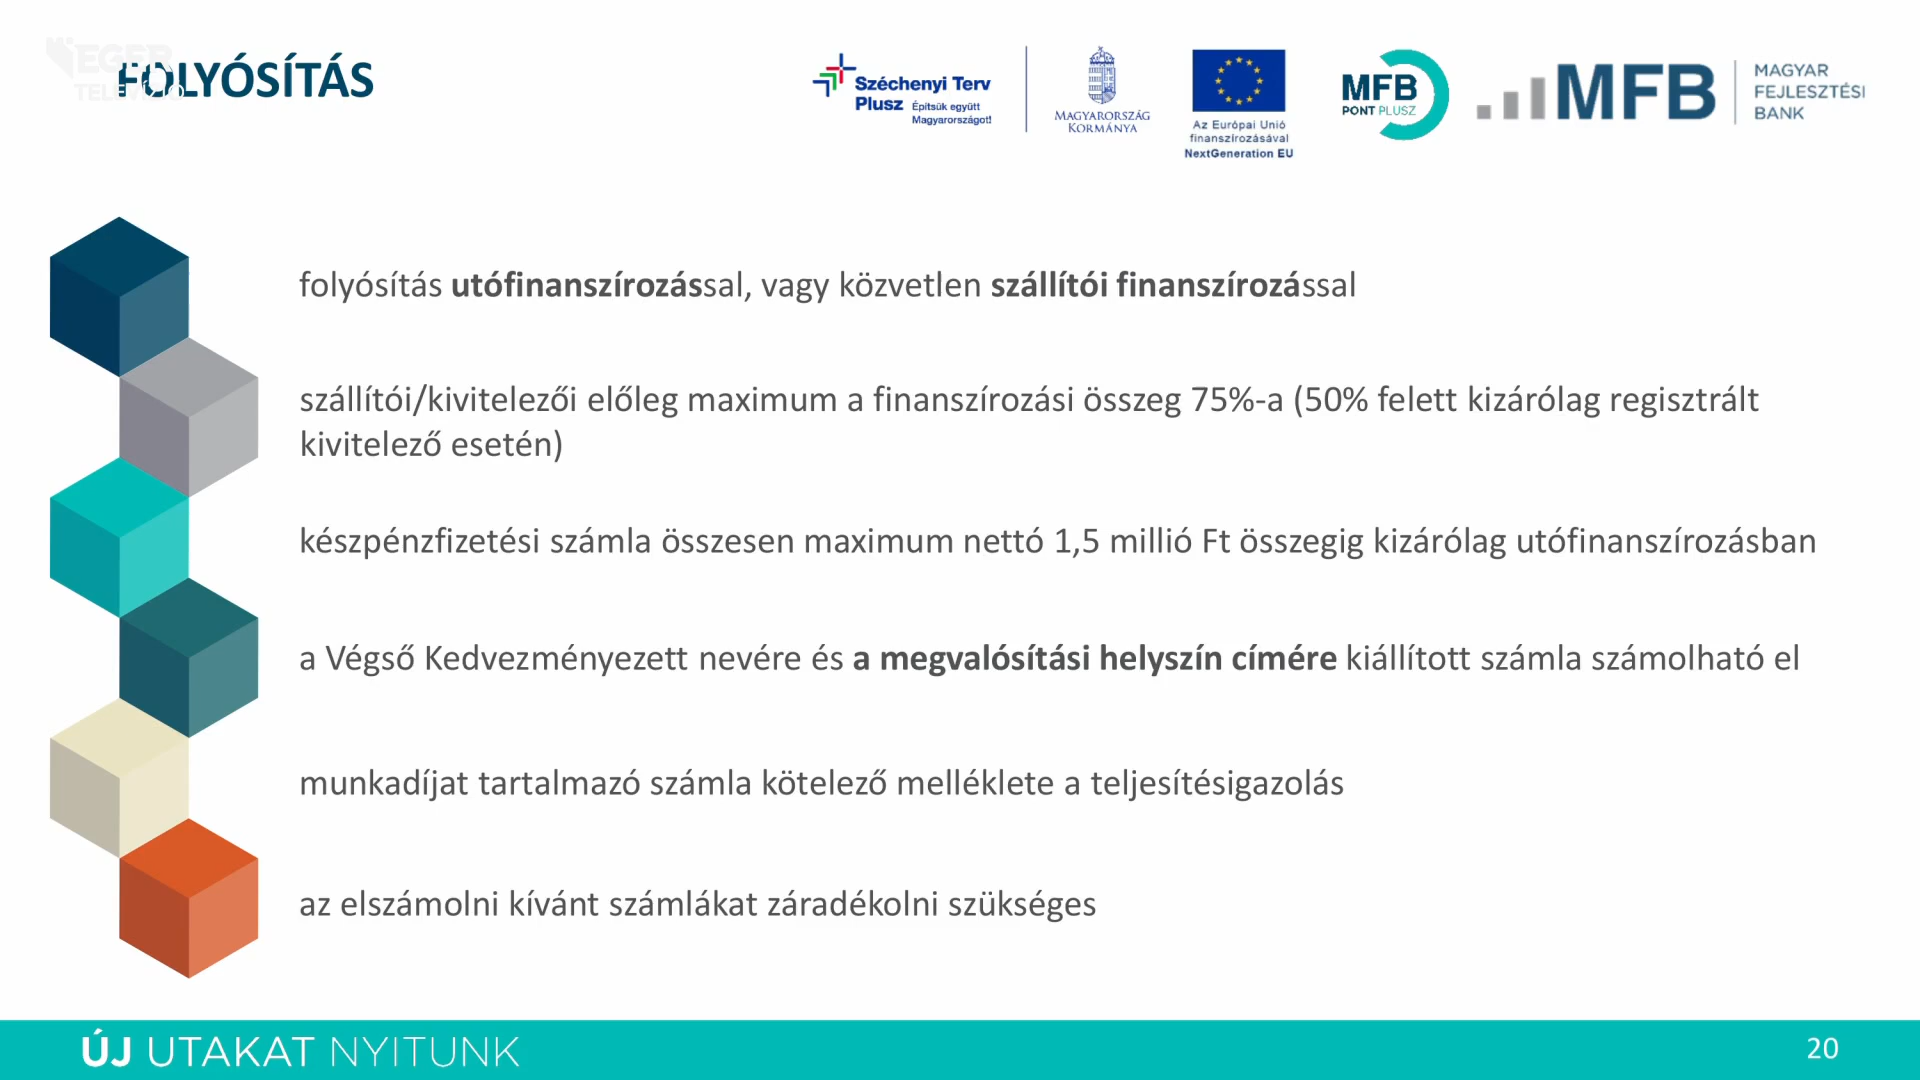 EGER
TELEVÍZIÓ
FOLYÓSÍTÁS
Széchenyi Terv
Plusz Építsük együtt
Magyarországot!
MAGYARORSZÁG
KORMÁNYA
Az Európai Unió
finanszírozásával
NextGeneration EU
MFB
PONT PLUSZ
MFB
MAGYAR
FEJLESZTÉSI
BANK
folyósítás utófinanszírozással, vagy közvetlen szállítói finanszírozással
szállítói/kivitelezői előleg maximum a finanszírozási összeg 75%-a (50% felett kizárólag regisztrált
kivitelező esetén)
készpénzfizetési számla összesen maximum nettó 1,5 millió Ft összegig kizárólag utófinanszírozásban
a Végső Kedvezményezett nevére és a megvalósítási helyszín címére kiállított számla számolható el
munkadíjat tartalmazó számla kötelező melléklete a teljesítésigazolás
az elszámolni kívánt számlákat záradékolni szükséges
ÚJ UTAKAT NYITUNK
20